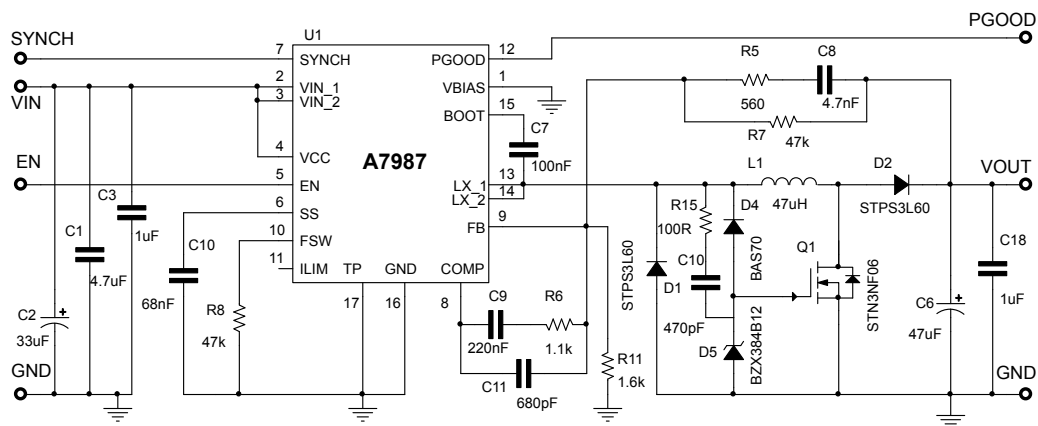 PGOOD
SYNCH
U1
7
SYNCH
PGOOD
12
R5
C8
VIN
2
VIN_1
3
VIN_2
VBIAS
1
560
4.7nF
BOOT
15
R7
47k
C7
100nF
4
VCC
A7987
EN
5
EN
LX_1
13
LX_2
14
L1
47uH
D2
STPS3L60
VOUT
C3
1uF
6
SS
FB
9
R15
100R
D4
BAS70
C10
68nF
10
FSW
Q1
STN3NF06
C1
4.7uF
11
ILIM
TP
GND
COMP
STPS3L60
D1
C10
470pF
C18
1uF
17
16
8
C2
33uF
+
R8
47k
C9
220nF
R6
1.1k
D5
BZX384B12
C6
47uF
+
GND
C11
680pF
R11
1.6k
GND